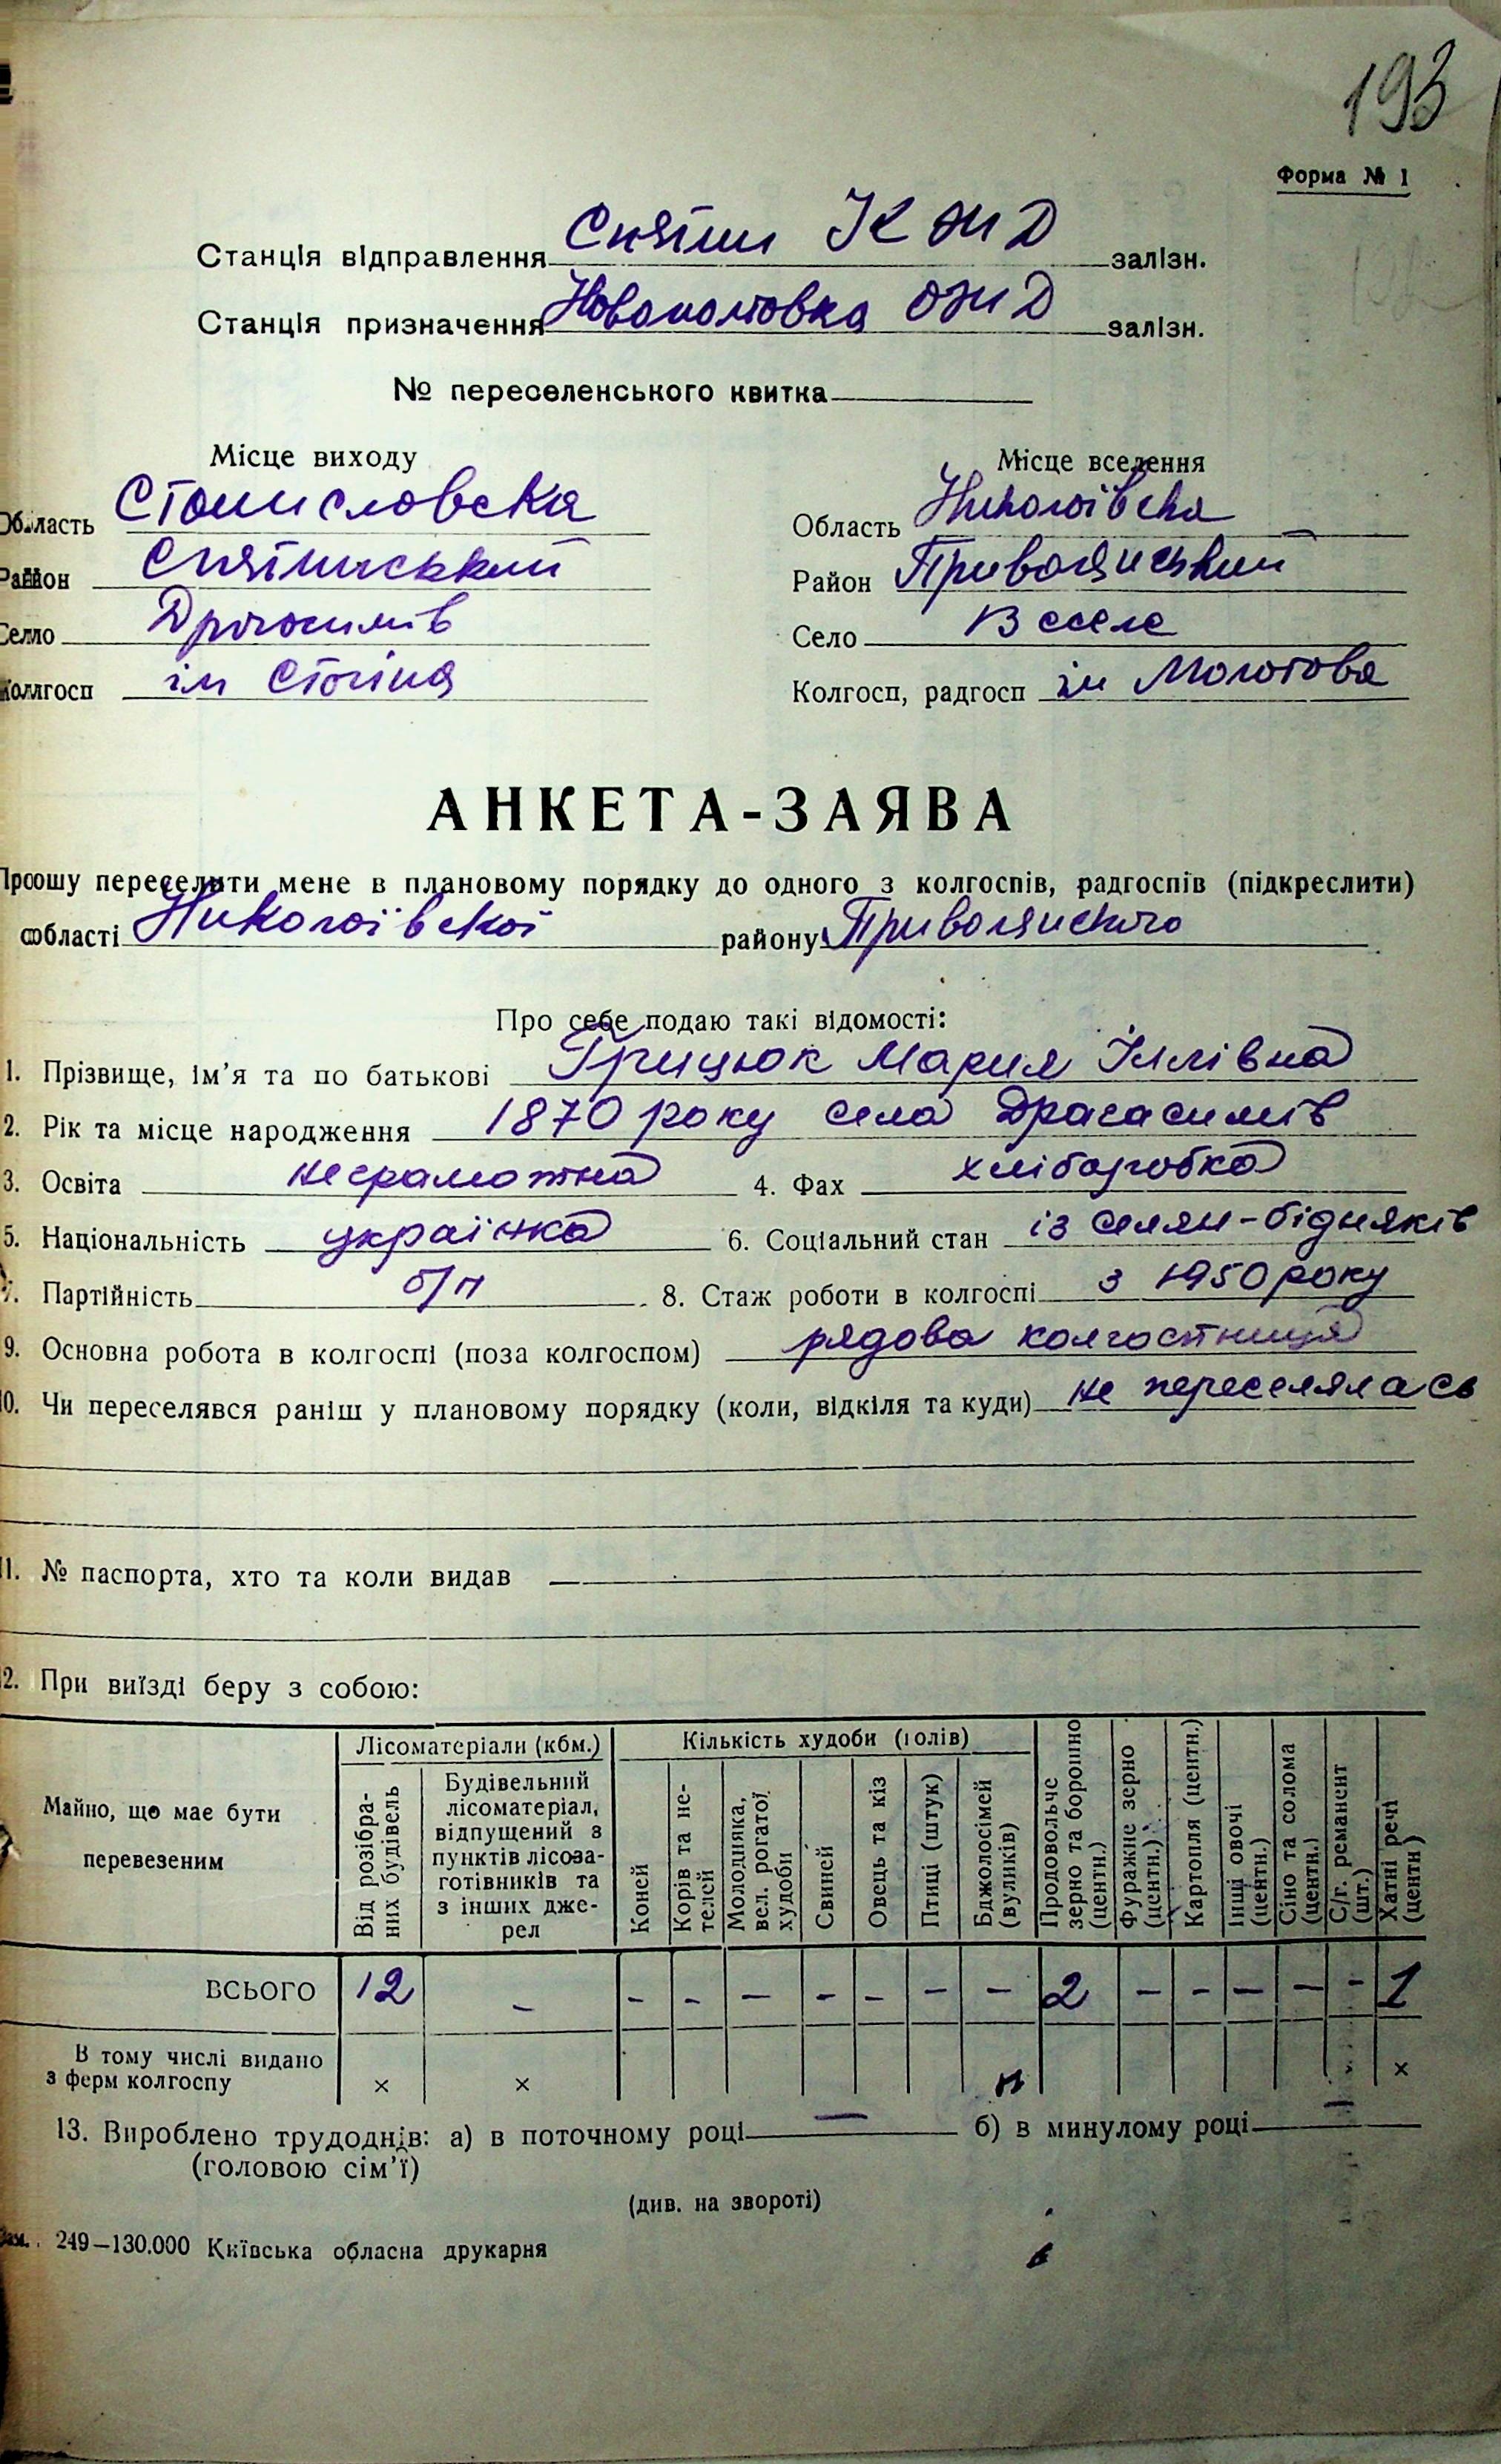 193
Форма № 1
Станція відправлення Снятин КЖД залізн.
Станція призначення Новополтовка ОЖД залізн.
№ переселенського квитка
Місце виходу Місце вселення
Область Станиславська Область Николаївська
Район Снятинський Район Привольнський
Село Драгасимів Село Веселе
Колгосп ім Сталіна Колгосп, радгосп ім Молотова
АНКЕТА-ЗАЯВА
Прошу переселити мене в плановому порядку до одного з колгоспів, радгоспів (підкреслити)
області Николаївської району Привольнського
Про себе подаю такі відомості:
1. Прізвище, ім'я та по батькові Грицюк Мария Іллівна
2. Рік та місце народження 1870 року село Драгасимів
3. Освіта неграмотна 4. Фах хліборобка
5. Національність українка 6. Соціальний стан із селян-бідняків
7. Партійність б/п 8. Стаж роботи в колгоспі з 1950 року
9. Основна робота в колгоспі (поза колгоспом) рядова колгоспниця
10. Чи переселявся раніш у плановому порядку (коли, відкіля та куди) не переселялась
11. № паспорта, хто та коли видав
12. При виїзді беру з собою:
Майно, що має бути перевезеним
Лісоматеріали (кбм.)
Від розібраних будівель
Будівельний лісоматеріал, відпущений з пунктів лісозаготівників та з інших джерел
Кількість худоби (голів)
Коней
Корів та нетелей
Молодняка, вел. рогатої худоби
Свиней
Овець та кіз
Птиці (штук)
Бджолосімей (вуликів)
Продовольче зерно та борошно (центн.)
Фуражне зерно (центн.)
Картопля (центн.)
Інші овочі (центн.)
Сіно та солома (центн.)
С/г. реманент (шт.)
Хатні речі (центн)
ВСЬОГО 12 – – – – – – – – 2 – – – – – 1
В тому числі видано
з ферм колгоспу × × ×
13. Вироблено трудоднів: а) в поточному році — б) в минулому році —
(головою сім'ї)
(див. на звороті)
Зам. 249—130.000 Київська обласна друкарня